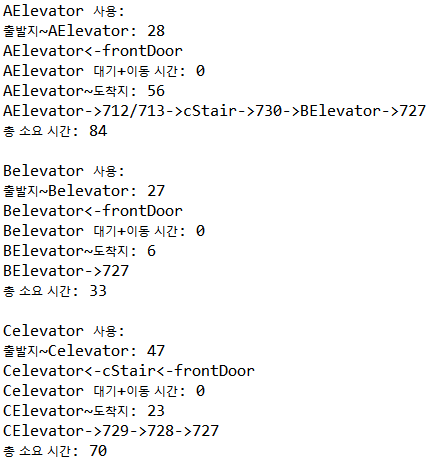 AElevator 사용:
출발지~AElevator: 28
AElevator<-frontDoor
AElevator 대기+이동 시간: 0
AElevator~도착지: 56
AElevator->712/713->cStair->730->BElevator->727
총 소요 시간: 84

Belevator 사용:
출발지~Belevator: 27
Belevator<-frontDoor
Belevator 대기+이동 시간: 0
BElevator~도착지: 6
BElevator->727
총 소요 시간: 33

Celevator 사용:
출발지~Celevator: 47
Celevator<-cStair<-frontDoor
Celevator 대기+이동 시간: 0
CElevator~도착지: 23
CElevator->729->728->727
총 소요 시간: 70